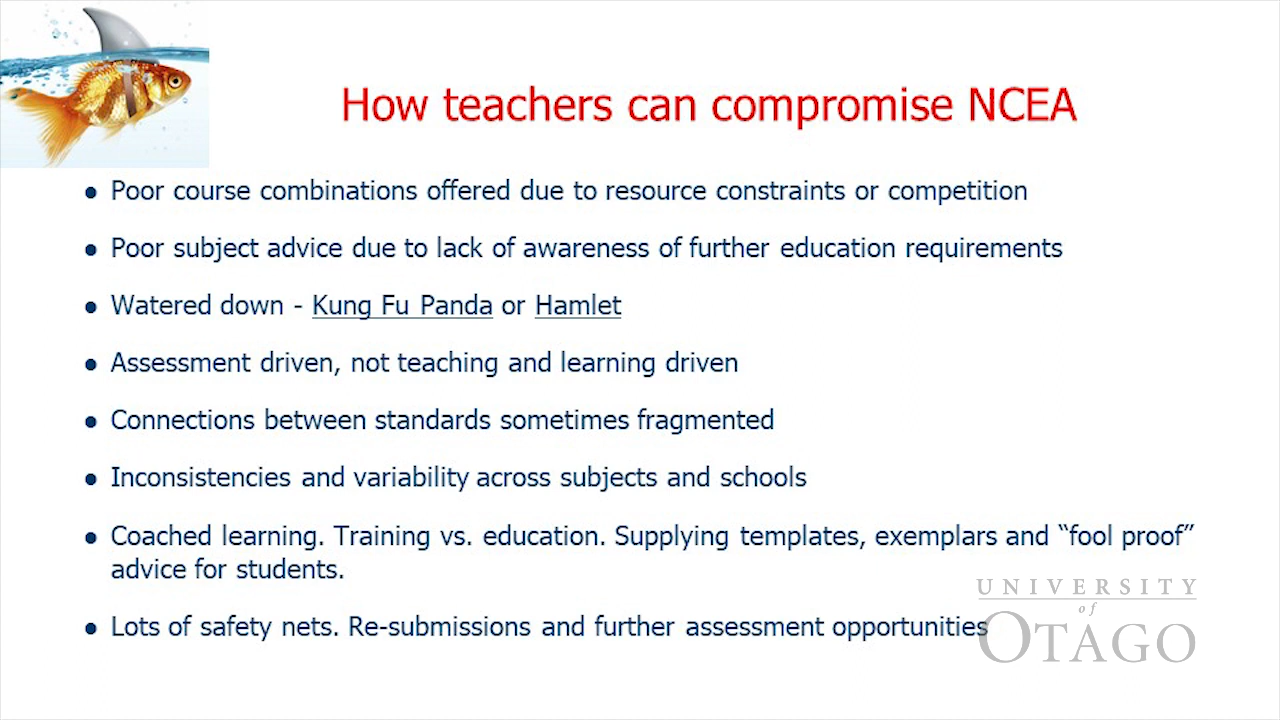 How teachers can compromise NCEA
● Poor course combinations offered due to resource constraints or competition
● Poor subject advice due to lack of awareness of further education requirements
● Watered down - Kung Fu Panda or Hamlet
● Assessment driven, not teaching and learning driven
● Connections between standards sometimes fragmented
● Inconsistencies and variability across subjects and schools
● Coached learning. Training vs. education. Supplying templates, exemplars and “fool proof”
advice for students.
● Lots of safety nets. Re-submissions and further assessment opportunities
UNIVERSITY
of
OTAGO